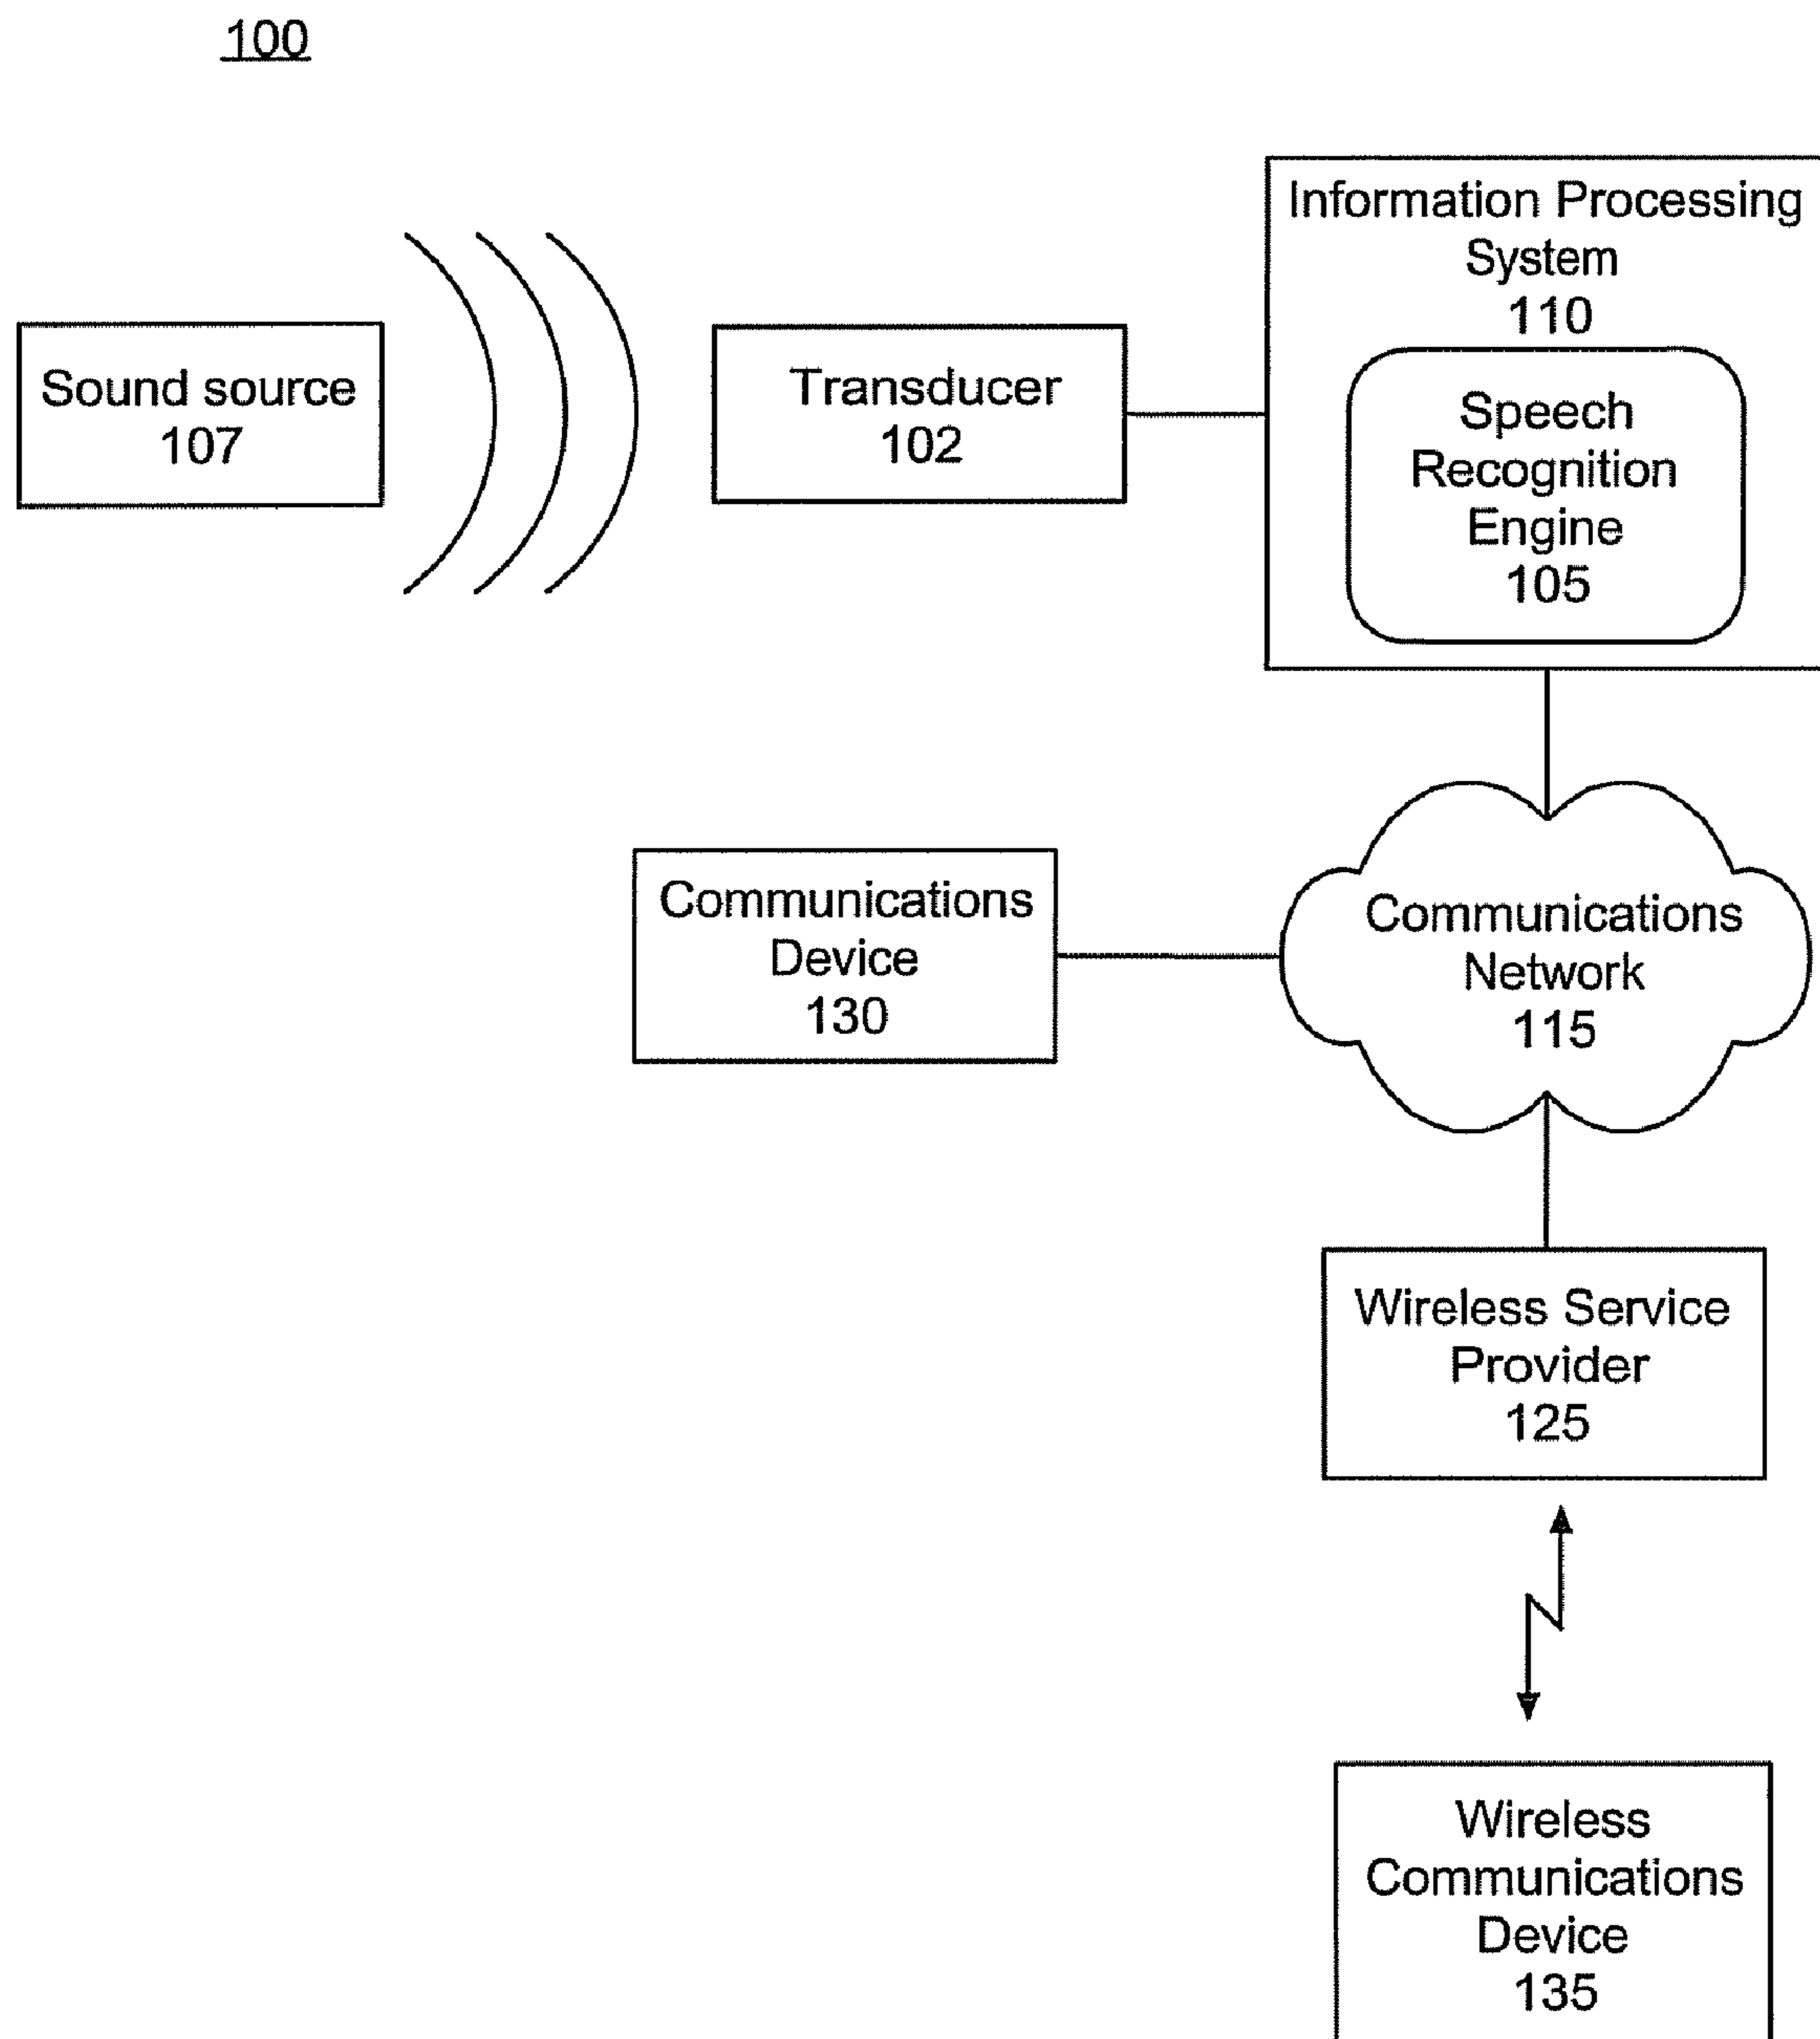 100
Information Processing
System
110
Sound source
107
Transducer
102
Speech
Recognition
Engine
105
Communications
Device
130
Communications
Network
115
Wireless Service
Provider
125
Wireless
Communications
Device
135